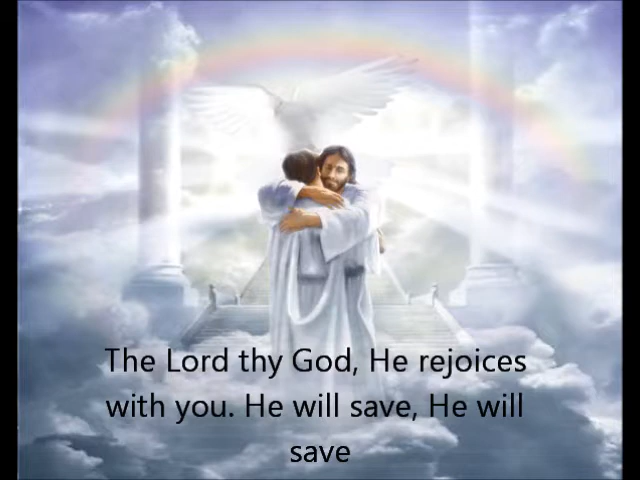 The Lord thy God, He rejoices
with you. He will save, He will
save